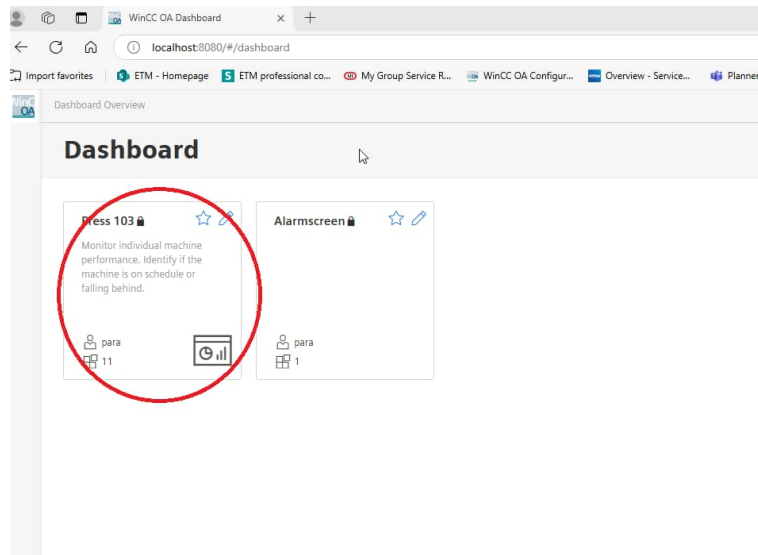 WinCC OA Dashboard
localhost:8080/#/dashboard
Import favorites ETM - Homepage S ETM professional co... My Group Service R... WinCC OA Configur... Overview - Service... Planner
OA Dashboard Overview
Dashboard
Press 103 Alarmscreen
Monitor individual machine
performance. Identify if the
machine is on schedule or
falling behind.
para para
11 1